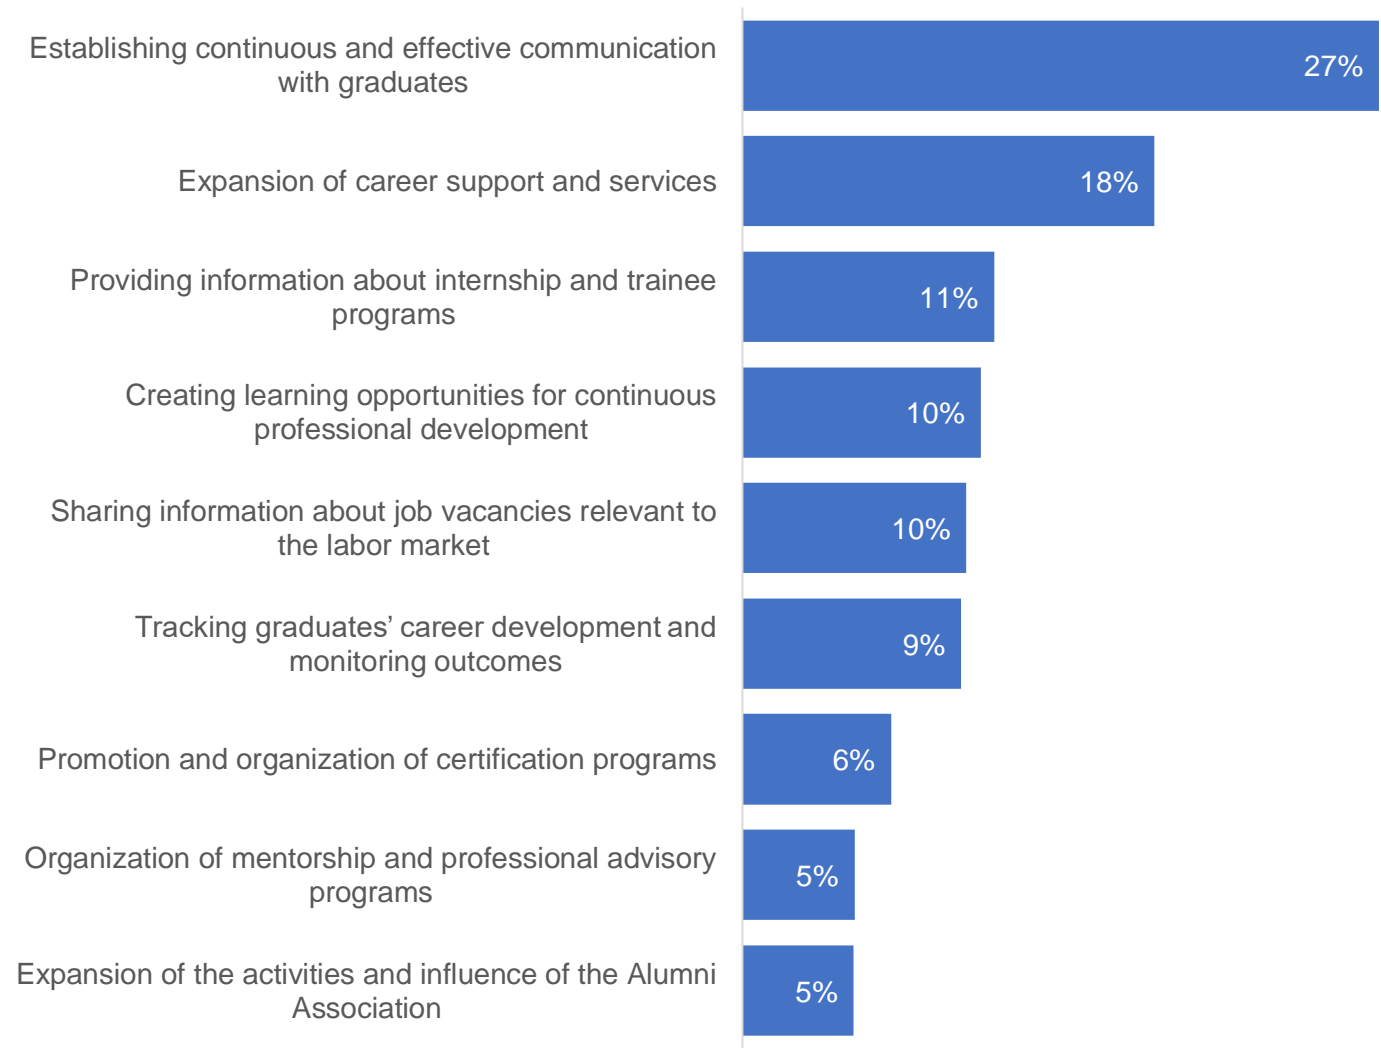 Establishing continuous and effective communication
with graduates
27%
Expansion of career support and services
18%
Providing information about internship and trainee
programs
11%
Creating learning opportunities for continuous
professional development
10%
Sharing information about job vacancies relevant to
the labor market
10%
Tracking graduates’ career development and
monitoring outcomes
9%
Promotion and organization of certification programs
6%
Organization of mentorship and professional advisory
programs
5%
Expansion of the activities and influence of the Alumni
Association
5%